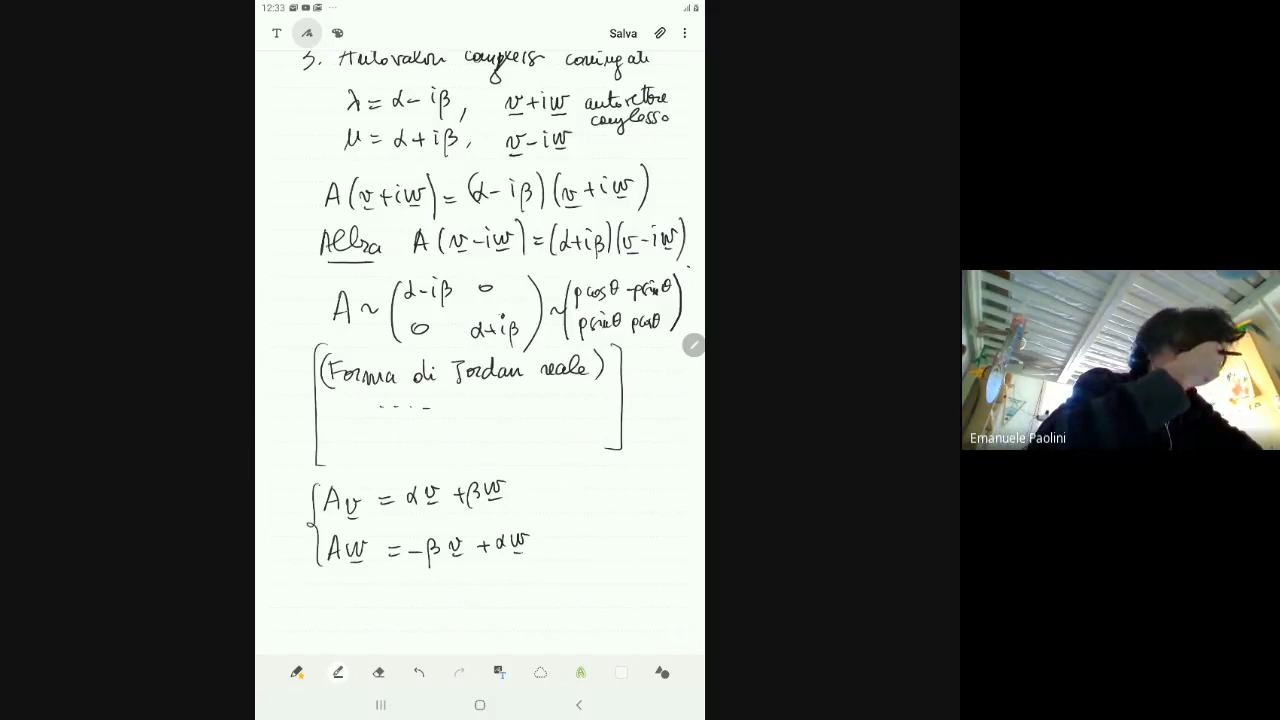 12:33
T
Salva
3. Autovalori complessi coniugati
λ = α - iβ, v + iw autovettore complesso
μ = α + iβ, v - iw
A(v + iw) = (α - iβ)(v + iw)
Allora A(v - iw) = (α + iβ)(v - iw)
A ~ (α-iβ 0
0 α+iβ) ~ (ρcosθ -ρsinθ
ρsinθ ρcosθ)
[(Forma di Jordan reale)
....]
{Av = αv + βw
Aw = -βv + αw
Emanuele Paolini